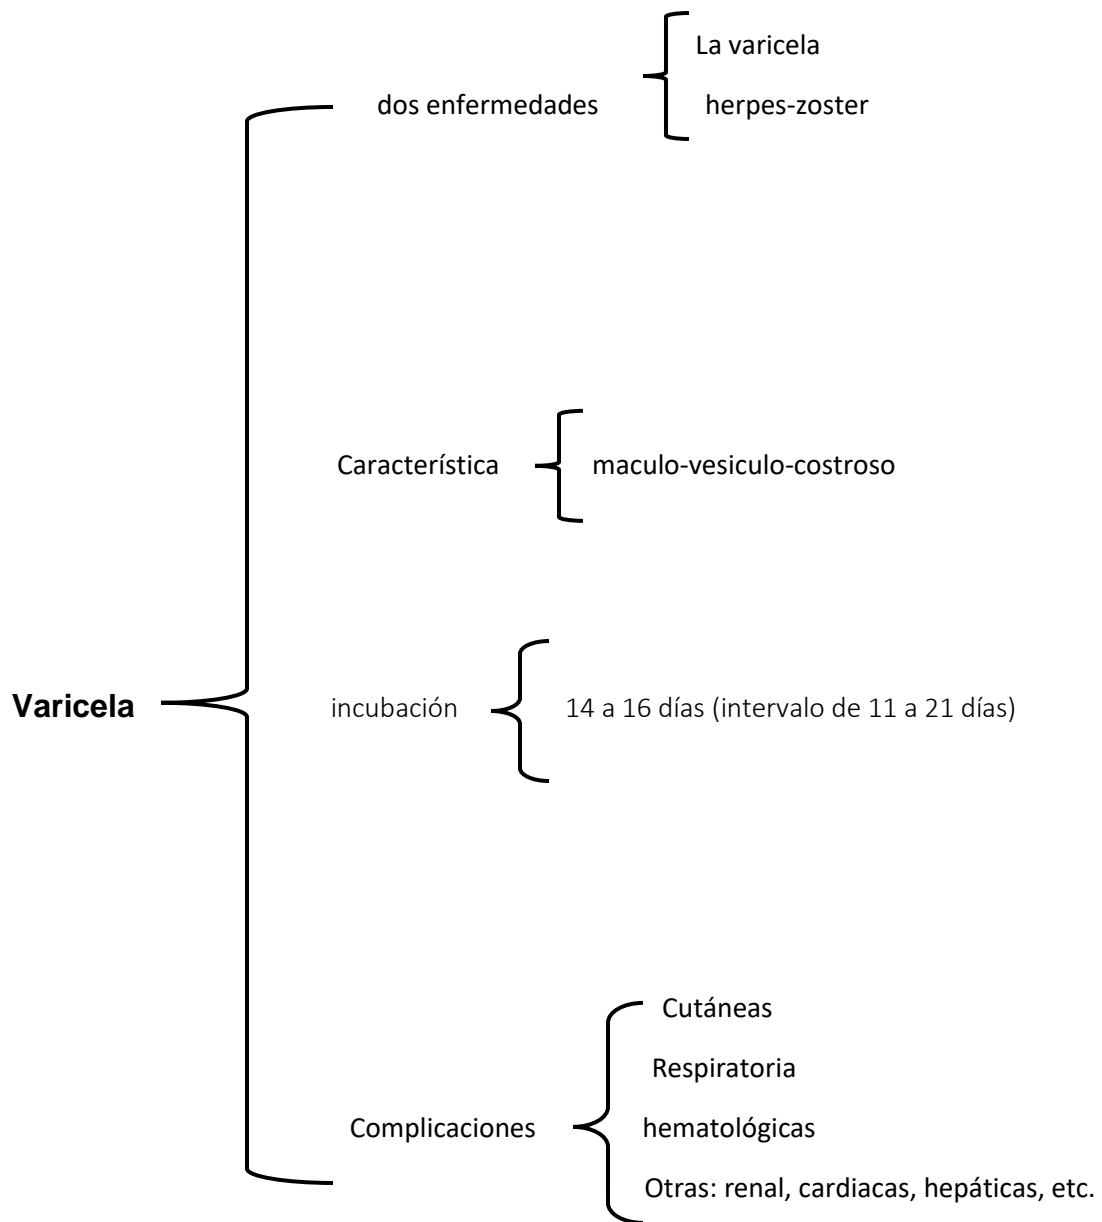 La varicela
dos enfermedades
herpes-zoster
Característica
maculo-vesiculo-costroso
Varicela
incubación
14 a 16 días (intervalo de 11 a 21 días)
Cutáneas
Respiratoria
Complicaciones
hematológicas
Otras: renal, cardiacas, hepáticas, etc.